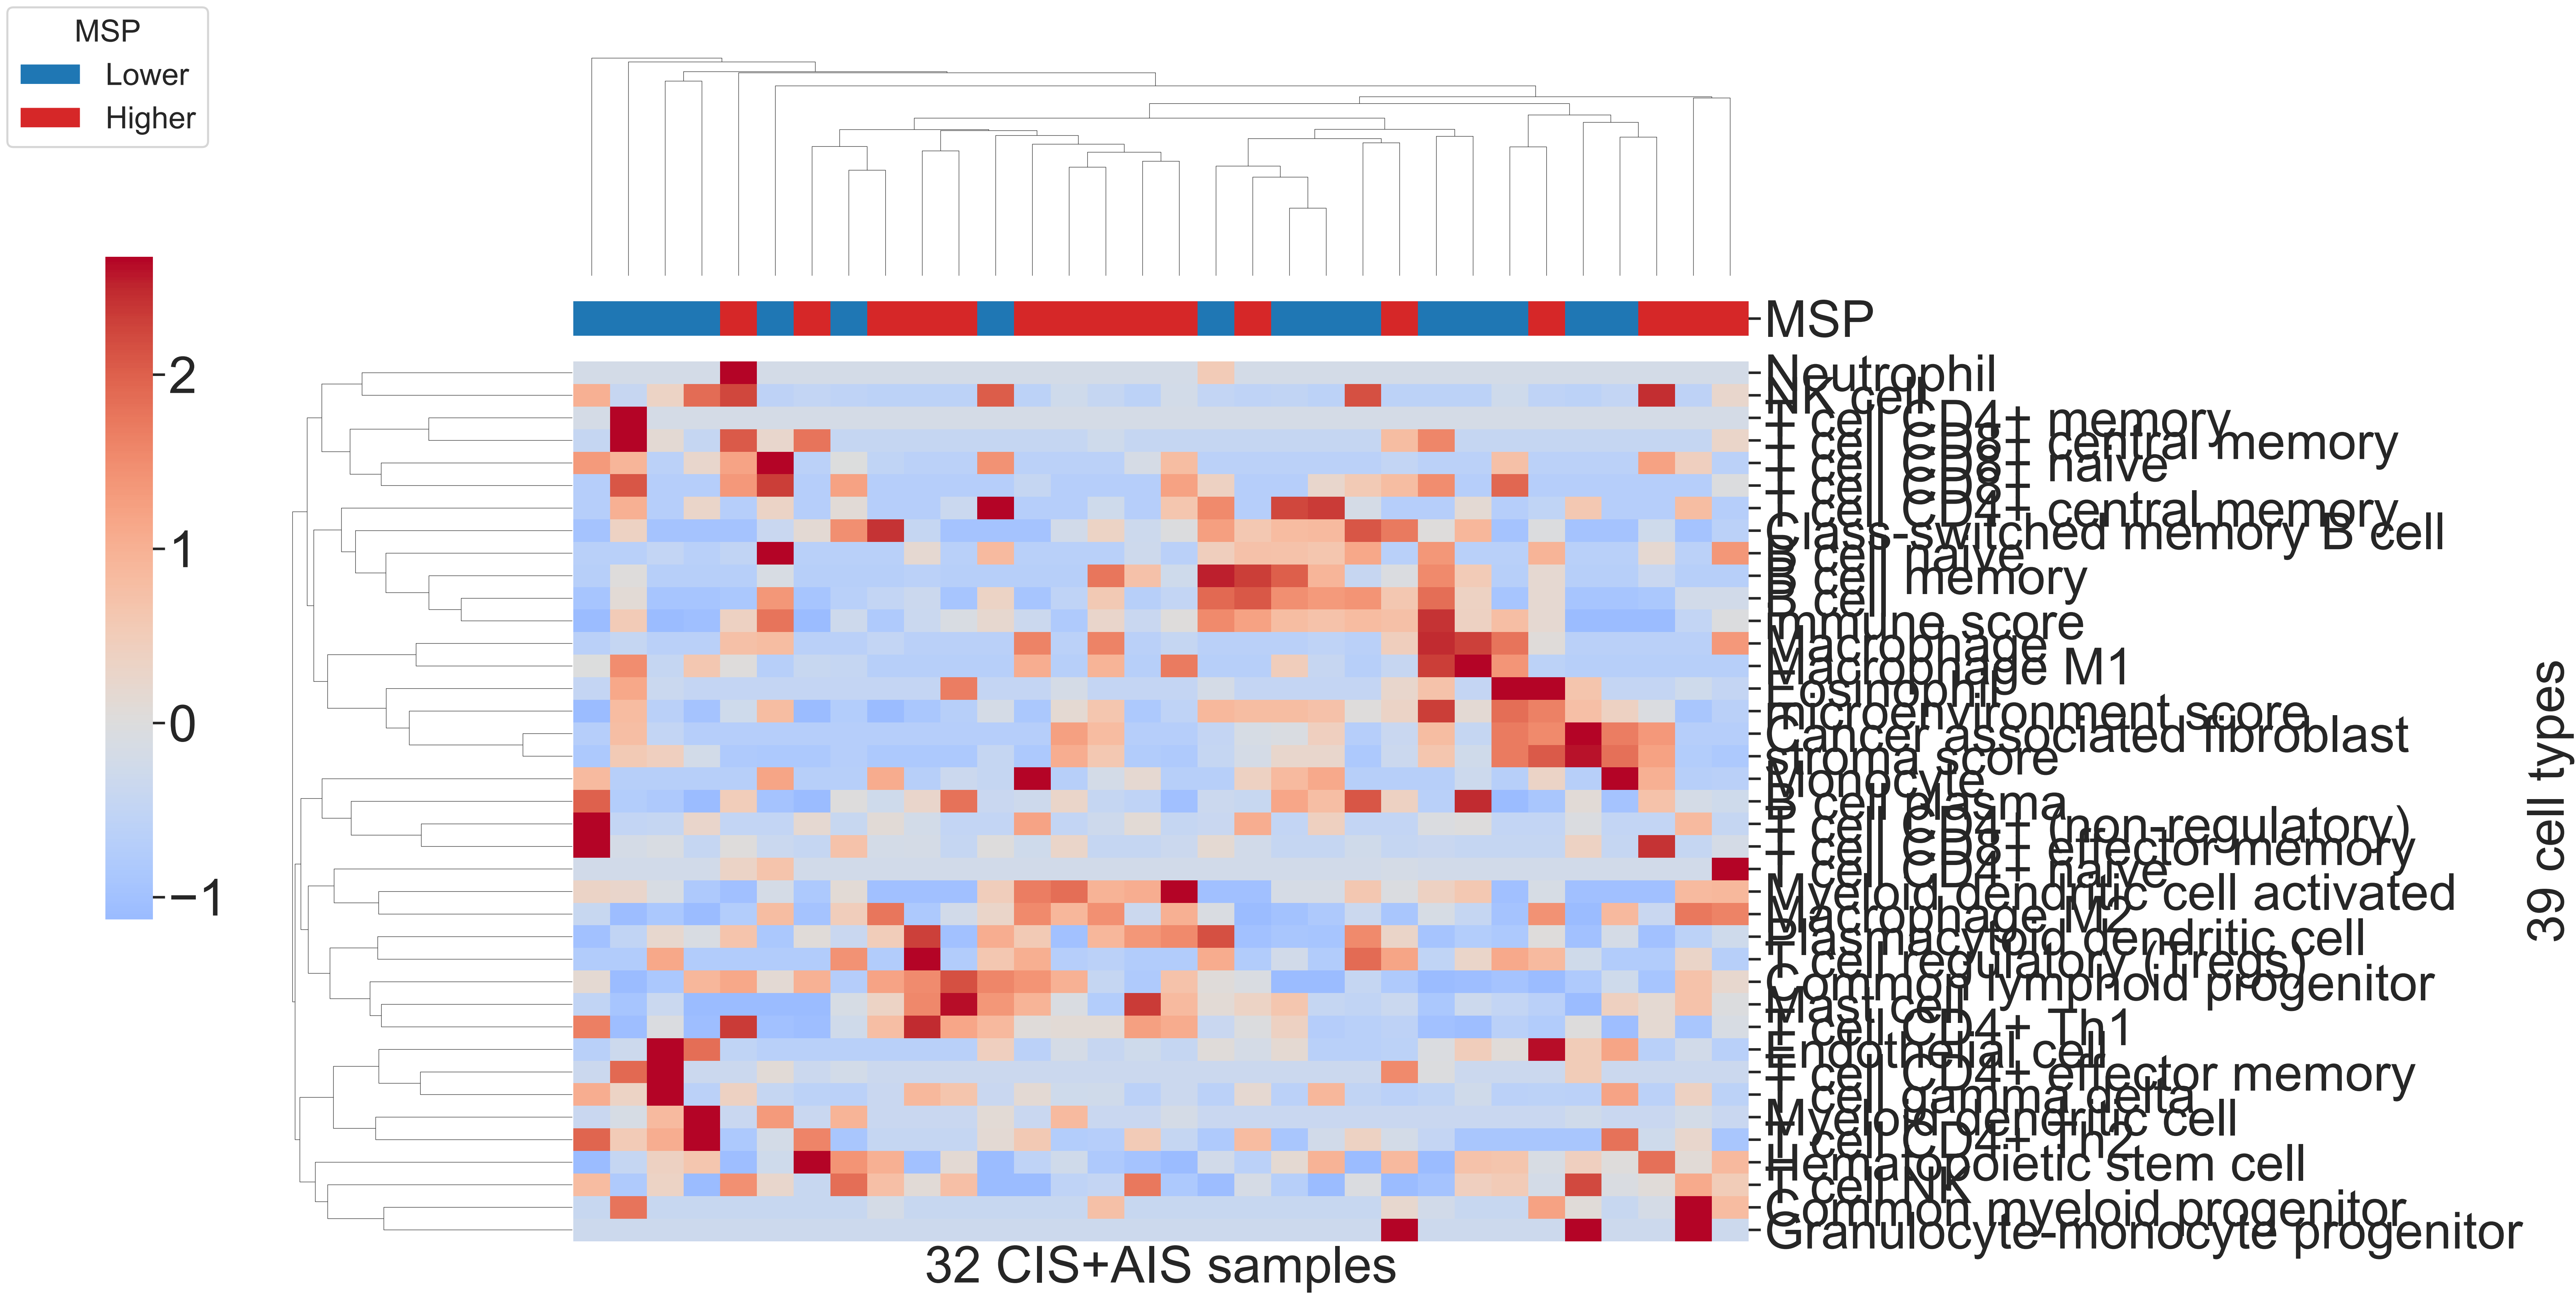 MSP
Lower
Higher
2
1
0
−1
MSP
Neutrophil
NK cell
T cell CD4+ memory
T cell CD8+ central memory
T cell CD8+ naive
T cell CD8+
T cell CD4+ central memory
Class-switched memory B cell
B cell naive
B cell memory
B cell
immune score
Macrophage
Macrophage M1
Eosinophil
microenvironment score
Cancer associated fibroblast
stroma score
Monocyte
B cell plasma
T cell CD4+ (non-regulatory)
T cell CD8+ effector memory
T cell CD4+ naive
Myeloid dendritic cell activated
Macrophage M2
Plasmacytoid dendritic cell
T cell regulatory (Tregs)
Common lymphoid progenitor
Mast cell
T cell CD4+ Th1
Endothelial cell
T cell CD4+ effector memory
T cell gamma delta
Myeloid dendritic cell
T cell CD4+ Th2
Hematopoietic stem cell
T cell NK
Common myeloid progenitor
Granulocyte-monocyte progenitor
39 cell types
32 CIS+AIS samples